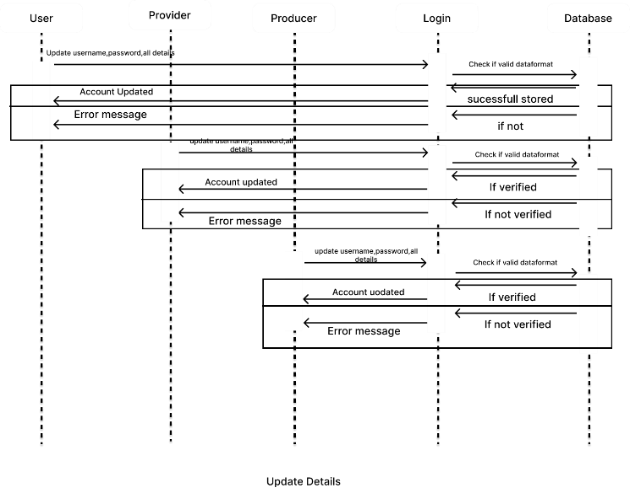 User
Provider
Producer
Login
Database
Update username,password,all details
Check if valid dataformat
Account Updated
sucessfull stored
Error message
if not
update username,password,all
details
Check if valid dataformat
Account updated
If verified
Error message
If not verified
update username,password,all
details
Check if valid dataformat
Account uodated
If verified
Error message
If not verified
Update Details